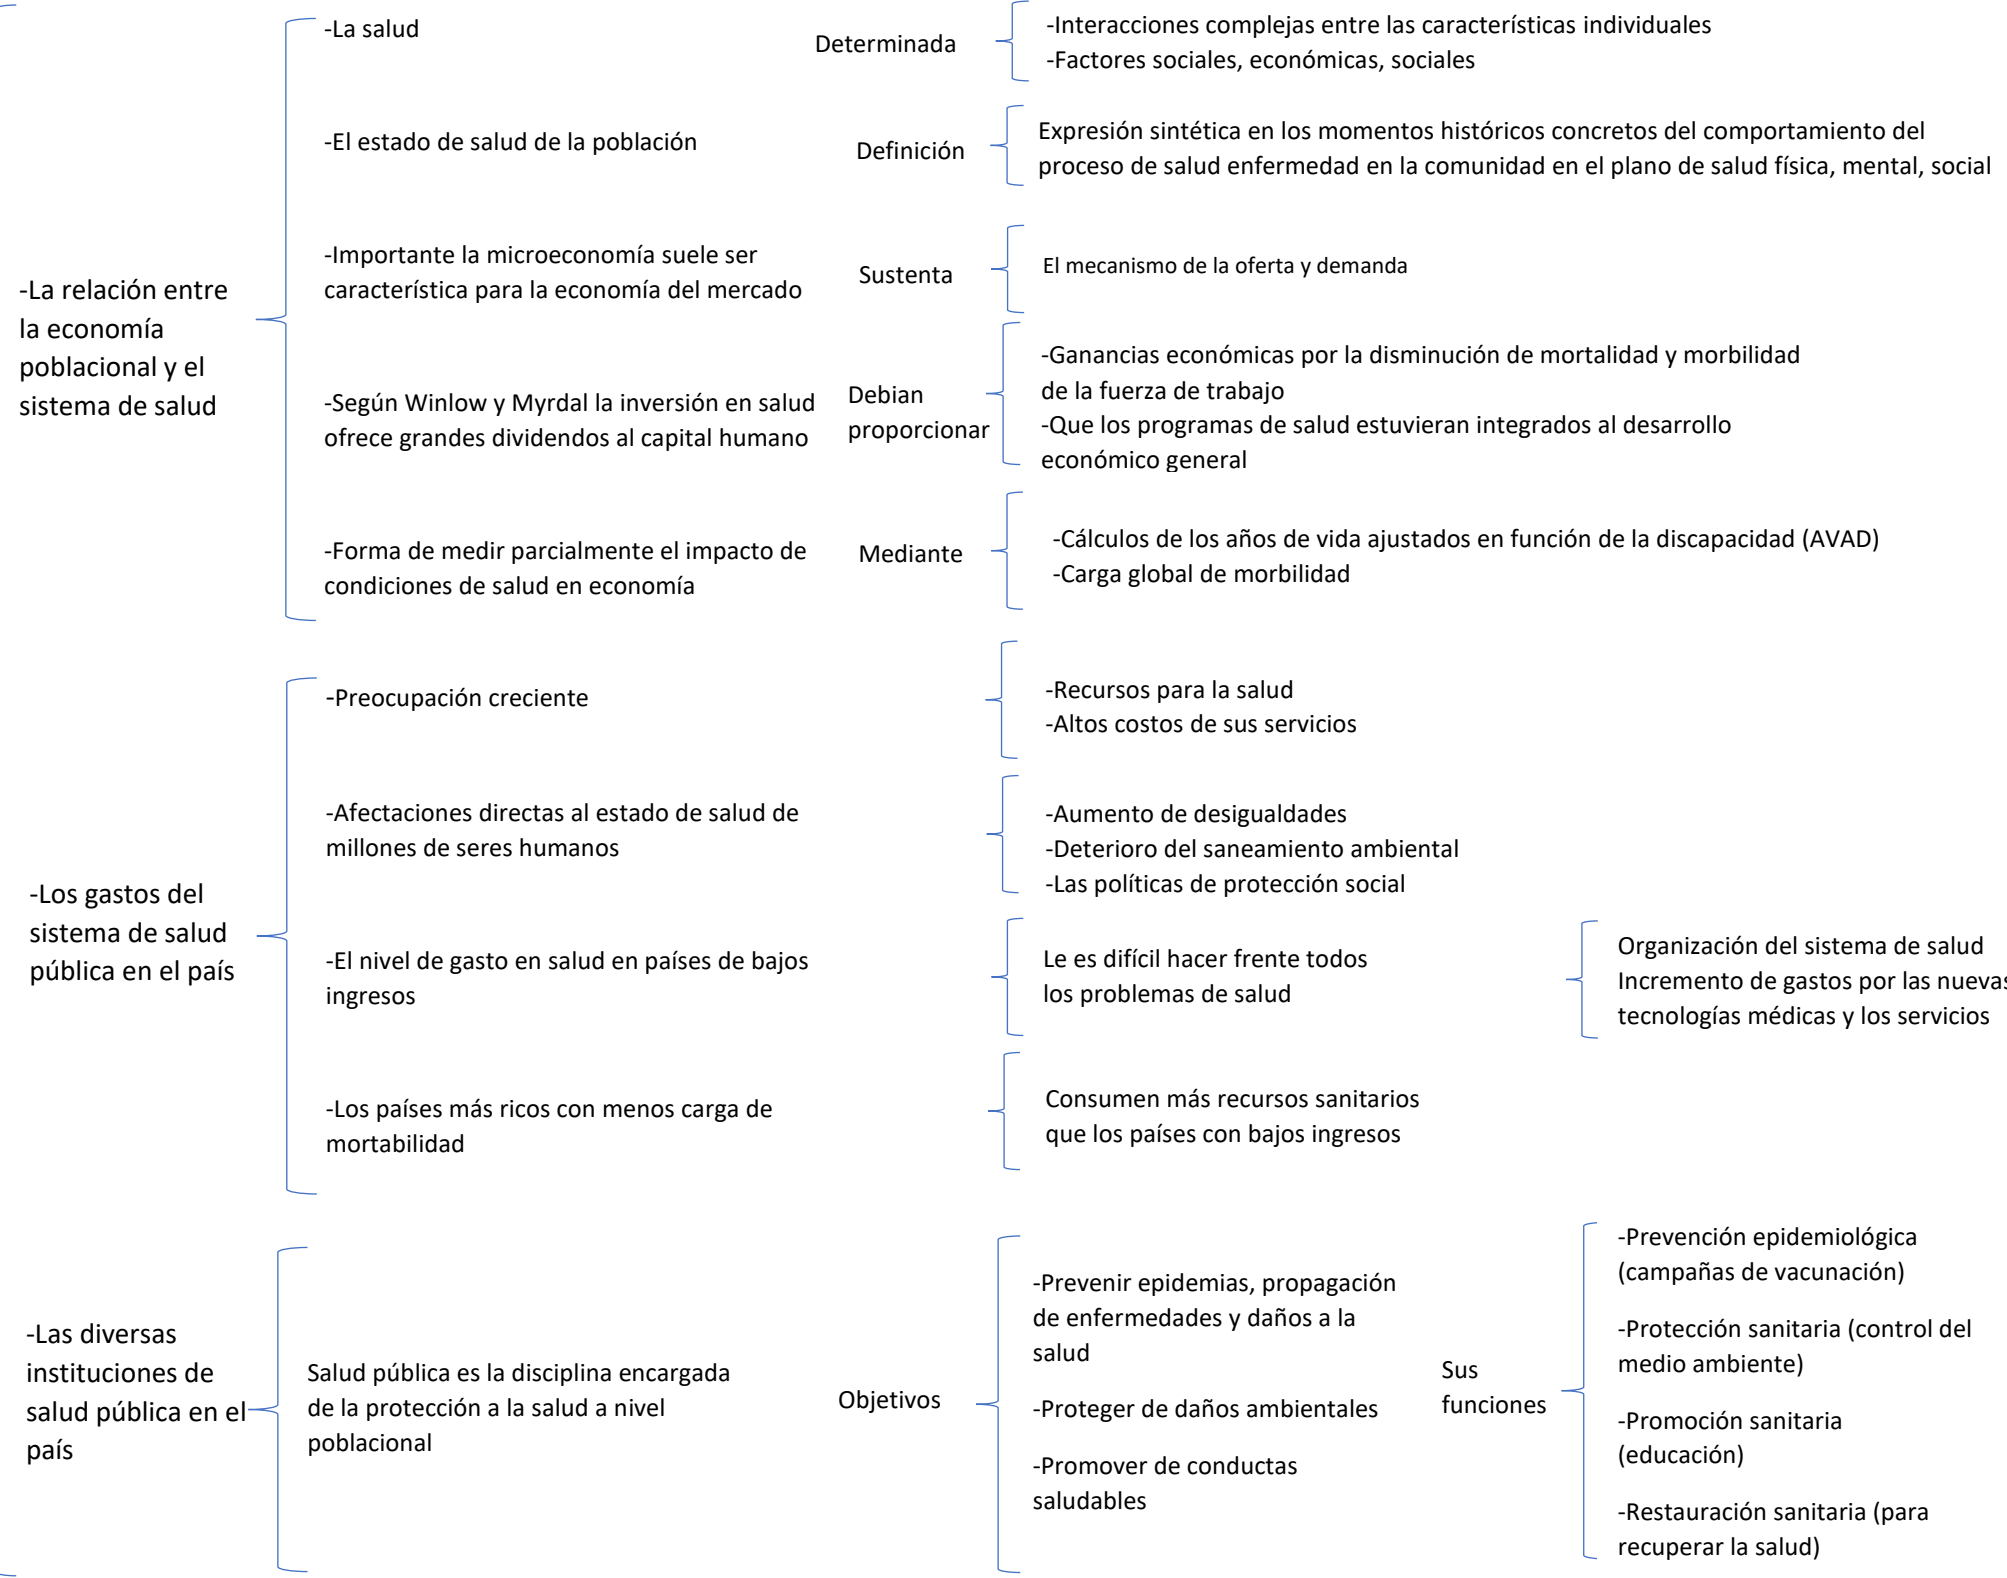 -La relación entre
la economía
poblacional y el
sistema de salud
-La salud
Determinada
-Interacciones complejas entre las características individuales
-Factores sociales, económicas, sociales
-El estado de salud de la población
Definición
Expresión sintética en los momentos históricos concretos del comportamiento del
proceso de salud enfermedad en la comunidad en el plano de salud física, mental, social
-Importante la microeconomía suele ser
característica para la economía del mercado
Sustenta
El mecanismo de la oferta y demanda
-Según Winlow y Myrdal la inversión en salud
ofrece grandes dividendos al capital humano
Debian
proporcionar
-Ganancias económicas por la disminución de mortalidad y morbilidad
de la fuerza de trabajo
-Que los programas de salud estuvieran integrados al desarrollo
económico general
-Forma de medir parcialmente el impacto de
condiciones de salud en economía
Mediante
-Cálculos de los años de vida ajustados en función de la discapacidad (AVAD)
-Carga global de morbilidad
-Los gastos del
sistema de salud
pública en el país
-Preocupación creciente
-Recursos para la salud
-Altos costos de sus servicios
-Afectaciones directas al estado de salud de
millones de seres humanos
-Aumento de desigualdades
-Deterioro del saneamiento ambiental
-Las políticas de protección social
-El nivel de gasto en salud en países de bajos
ingresos
Le es difícil hacer frente todos
los problemas de salud
Organización del sistema de salud
Incremento de gastos por las nuevas
tecnologías médicas y los servicios
-Los países más ricos con menos carga de
mortabilidad
Consumen más recursos sanitarios
que los países con bajos ingresos
-Las diversas
instituciones de
salud pública en el
país
Salud pública es la disciplina encargada
de la protección a la salud a nivel
poblacional
Objetivos
-Prevenir epidemias, propagación
de enfermedades y daños a la
salud
-Proteger de daños ambientales
-Promover de conductas
saludables
Sus
funciones
-Prevención epidemiológica
(campañas de vacunación)
-Protección sanitaria (control del
medio ambiente)
-Promoción sanitaria
(educación)
-Restauración sanitaria (para
recuperar la salud)